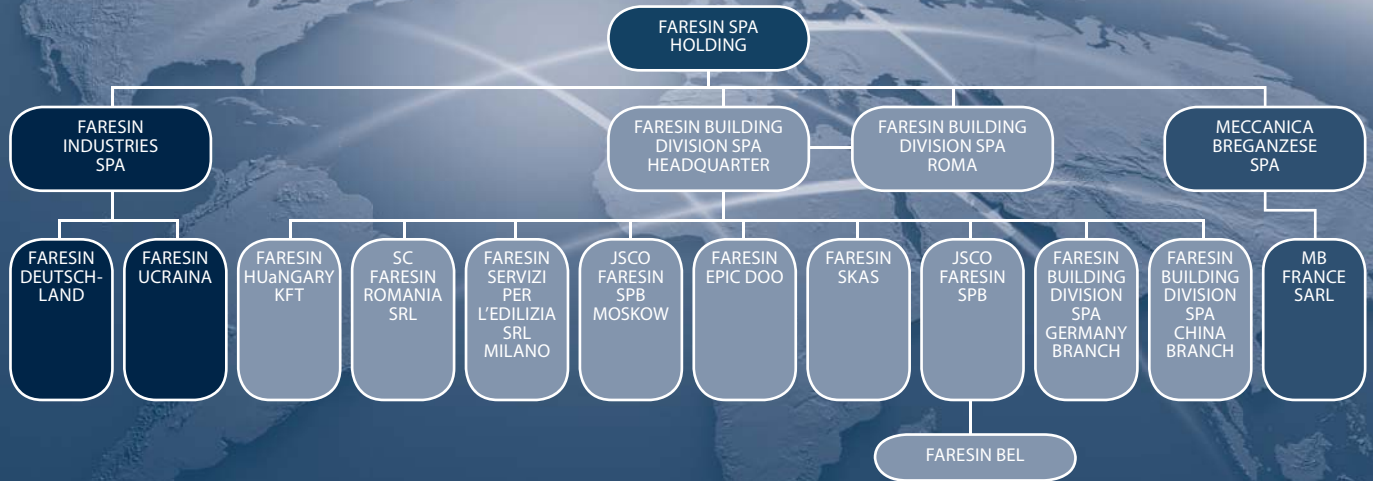 FARESIN SPA
HOLDING
FARESIN
INDUSTRIES
SPA
FARESIN BUILDING
DIVISION SPA
HEADQUARTER
FARESIN BUILDING
DIVISION SPA
ROMA
MECCANICA
BREGANZESE
SPA
FARESIN
DEUTSCH-
LAND
FARESIN
UCRAINA
FARESIN
HUaNGARY
KFT
SC
FARESIN
ROMANIA
SRL
FARESIN
SERVIZI
PER
L'EDILIZIA
SRL
MILANO
JSCO
FARESIN
SPB
MOSKOW
FARESIN
EPIC DOO
FARESIN
SKAS
JSCO
FARESIN
SPB
FARESIN
BUILDING
DIVISION
SPA
GERMANY
BRANCH
FARESIN
BUILDING
DIVISION
SPA
CHINA
BRANCH
MB
FRANCE
SARL
FARESIN BEL